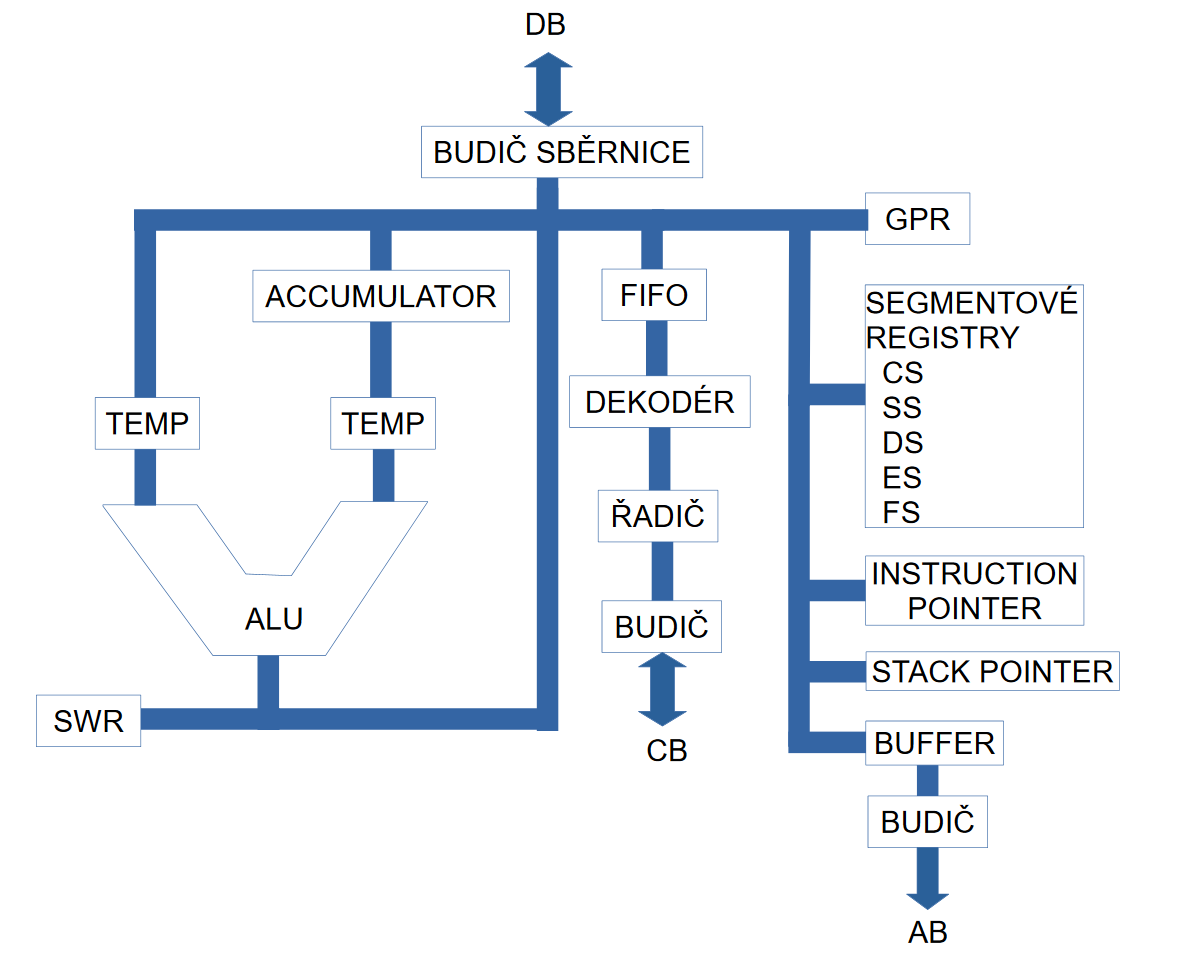 DB
BUDIČ SBĚRNICE
GPR
ACCUMULATOR
FIFO
SEGMENTOVÉ
REGISTRY
CS
SS
DS
ES
FS
DEKODÉR
TEMP
TEMP
ŘADIČ
INSTRUCTION
POINTER
ALU
BUDIČ
STACK POINTER
SWR
CB
BUFFER
BUDIČ
AB